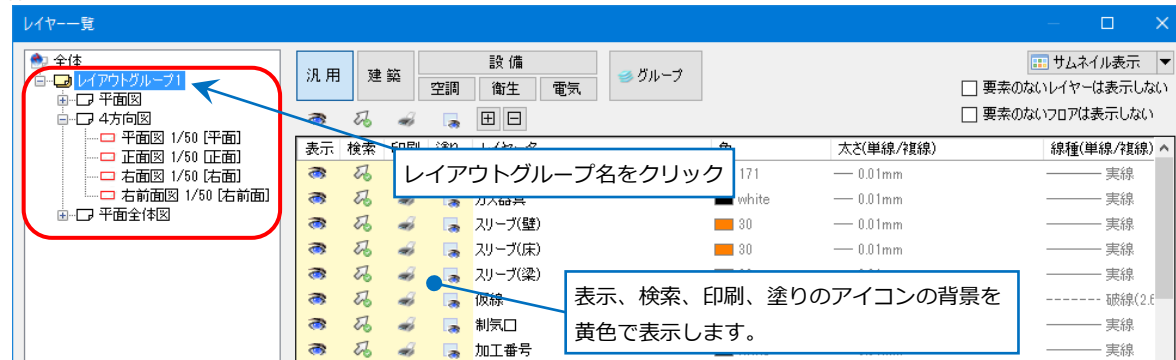 レイヤー一覧
全体
レイアウトグループ1
平面図
4方向図
平面図 1/50 [平面]
正面図 1/50 [正面]
右面図 1/50 [右面]
右前面図 1/50 [右前面]
平面全体図
汎用
建築
設備
空調
衛生
電気
グループ
サムネイル表示
要素のないレイヤーは表示しない
要素のないフロアは表示しない
表示 検索 太さ(単線/複線) 線種(単線/複線)
レイアウトグループ名をクリック
171 0.01mm 実線
white 0.01mm 実線
スリーブ(壁) 30 0.01mm 実線
スリーブ(床) 30 0.01mm 実線
スリーブ(梁) 実線
仮線 破線(2.6
制気口 実線
加工番号 実線
表示、検索、印刷、塗りのアイコンの背景を
黄色で表示します。